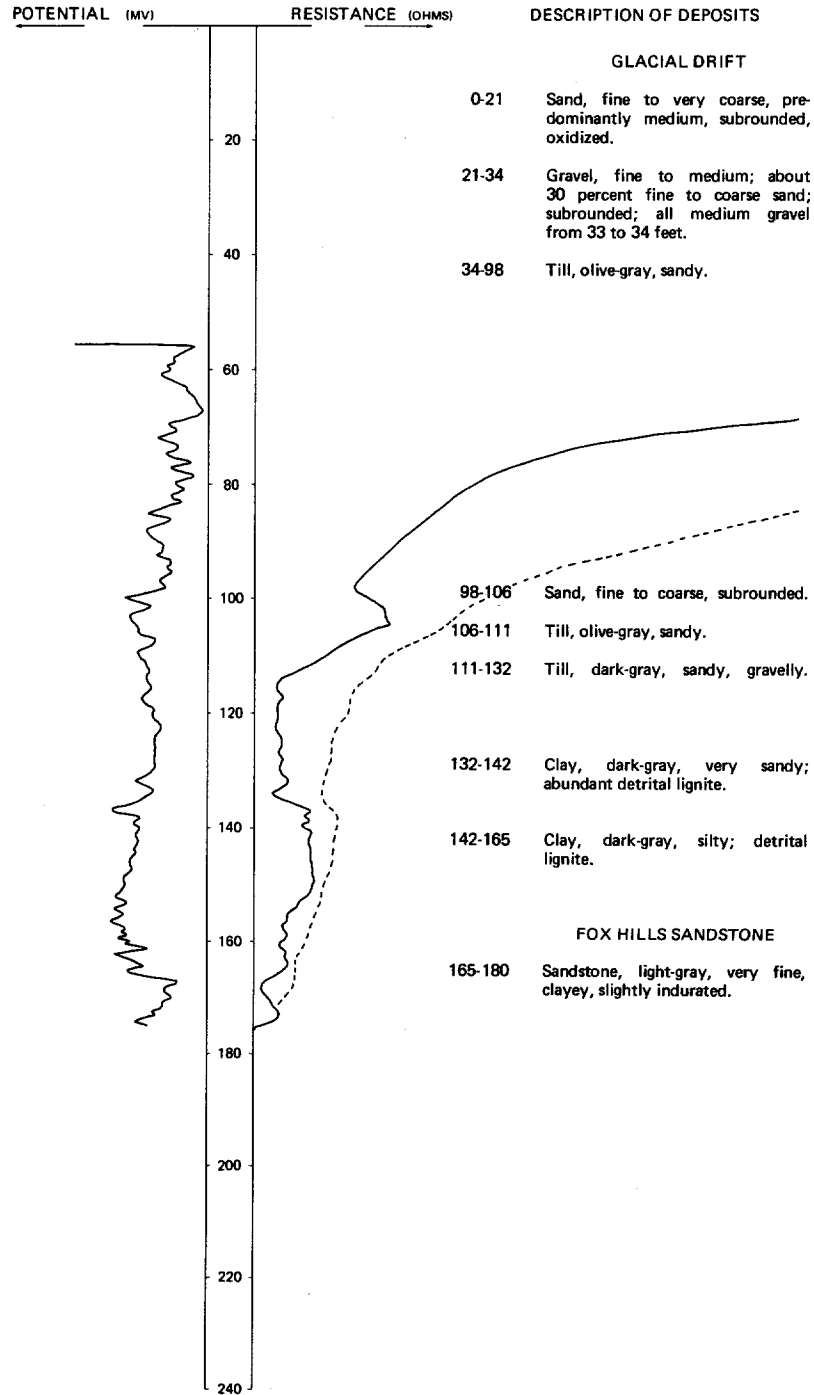 POTENTIAL (MV) RESISTANCE (OHMS) DESCRIPTION OF DEPOSITS
GLACIAL DRIFT
0-21 Sand, fine to very coarse, pre-
dominantly medium, subrounded,
oxidized.
20
21-34 Gravel, fine to medium; about
30 percent fine to coarse sand;
subrounded; all medium gravel
from 33 to 34 feet.
40
34-98 Till, olive-gray, sandy.
60
80
100
98-106 Sand, fine to coarse, subrounded.
106-111 Till, olive-gray, sandy.
111-132 Till, dark-gray, sandy, gravelly.
120
132-142 Clay, dark-gray, very sandy;
abundant detrital lignite.
140
142-165 Clay, dark-gray, silty; detrital
lignite.
160
FOX HILLS SANDSTONE
165-180 Sandstone, light-gray, very fine,
clayey, slightly indurated.
180
200
220
240